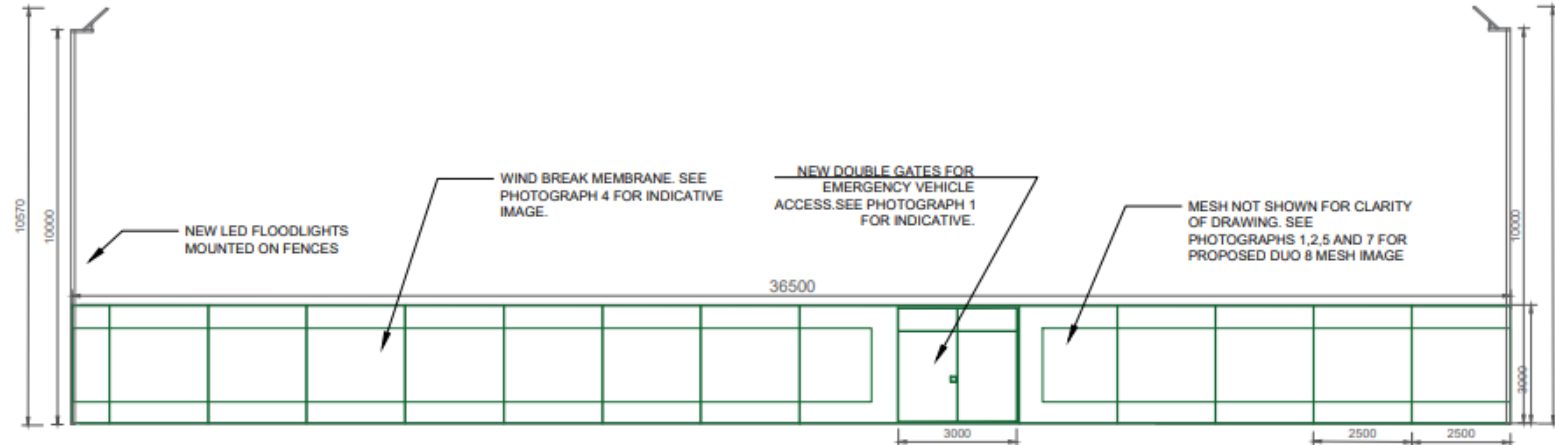 10570
10000
NEW LED FLOODLIGHTS
MOUNTED ON FENCES
WIND BREAK MEMBRANE. SEE
PHOTOGRAPH 4 FOR INDICATIVE
IMAGE.
NEW DOUBLE GATES FOR
EMERGENCY VEHICLE
ACCESS.SEE PHOTOGRAPH 1
FOR INDICATIVE.
MESH NOT SHOWN FOR CLARITY
OF DRAWING. SEE
PHOTOGRAPHS 1,2,5 AND 7 FOR
PROPOSED DUO 8 MESH IMAGE
10000
36500
3000
3000
2500
2500